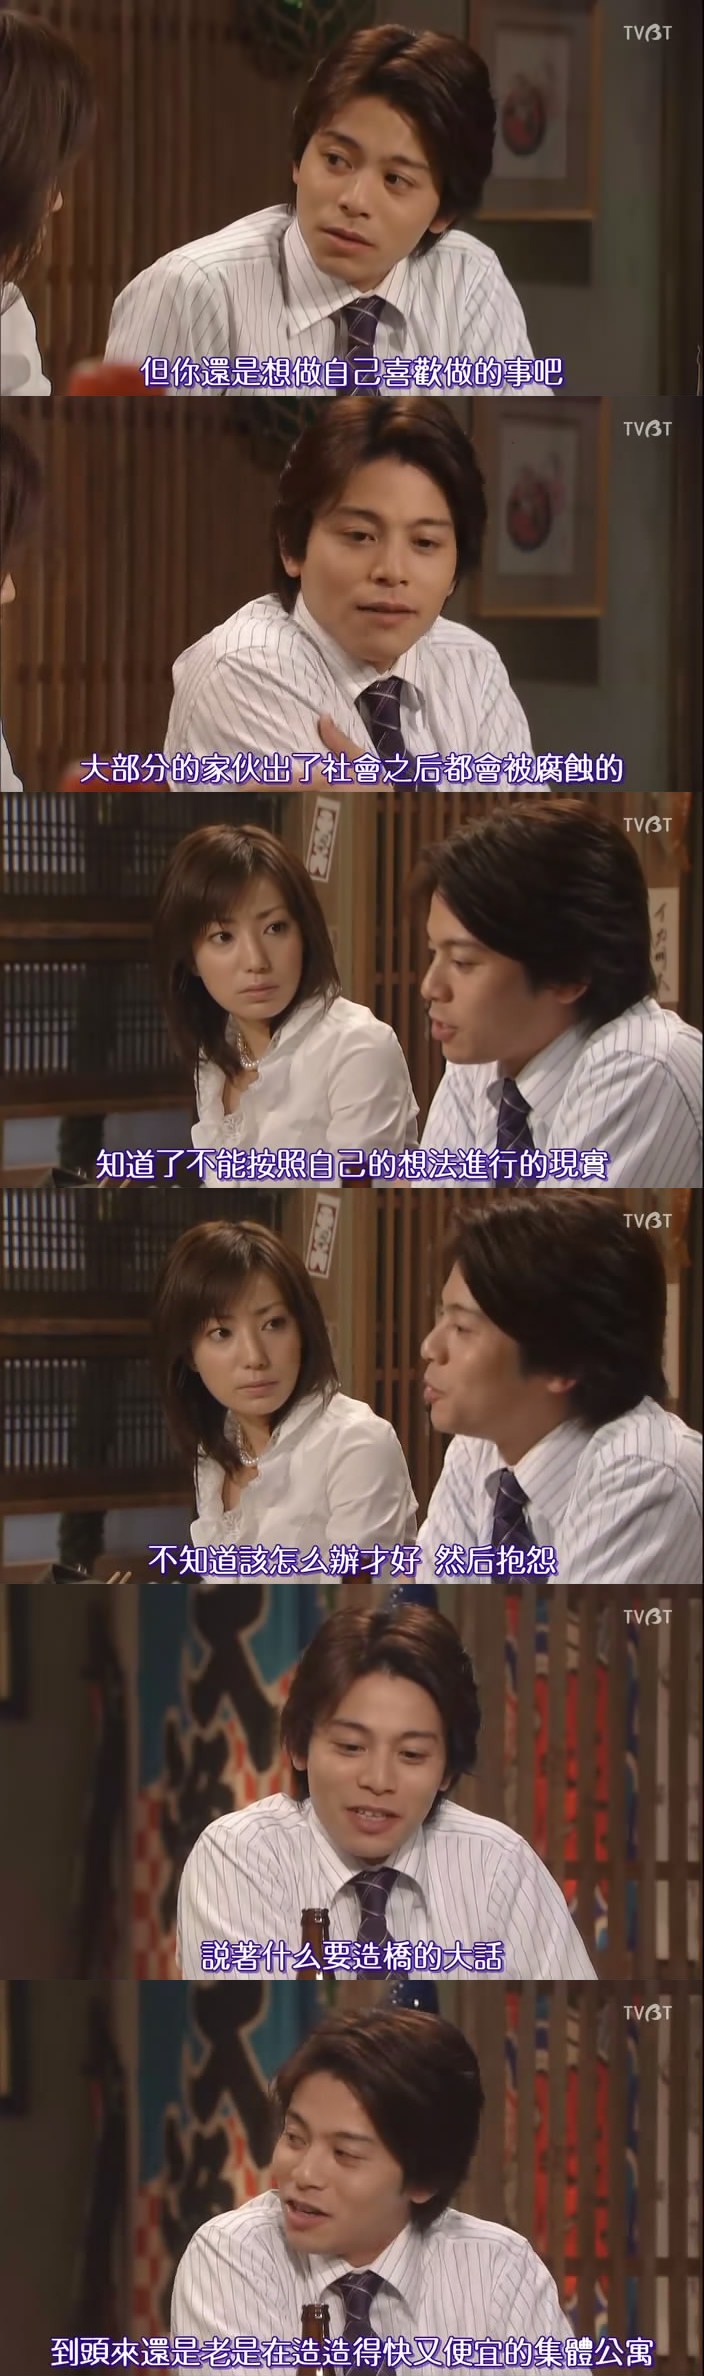 TVBT
但你還是想做自己喜歡做的事吧
TVBT
大部分的家伙出了社會之后都會被腐蝕的
TVBT
知道了不能按照自己的想法進行的現實
TVBT
不知道該怎么辦才好 然后抱怨
TVBT
説著什么要造橋的大話
TVBT
到頭來還是老是在造造得快又便宜的集體公寓